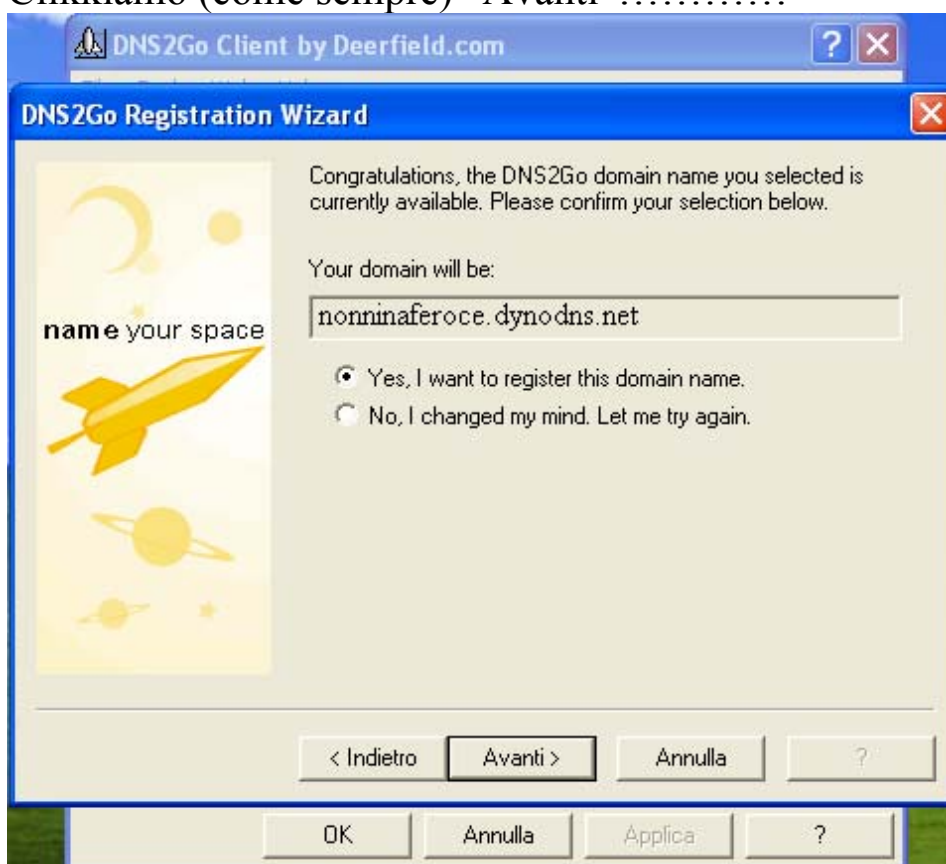 DNS2Go Client by Deerfield.com
DNS2Go Registration Wizard
Congratulations, the DNS2Go domain name you selected is
currently available. Please confirm your selection below.
Your domain will be:
nonninaferoce.dynodns.net
name your space
Yes, I want to register this domain name.
No, I changed my mind. Let me try again.
< Indietro Avanti > Annulla ?
OK Annulla Applica ?